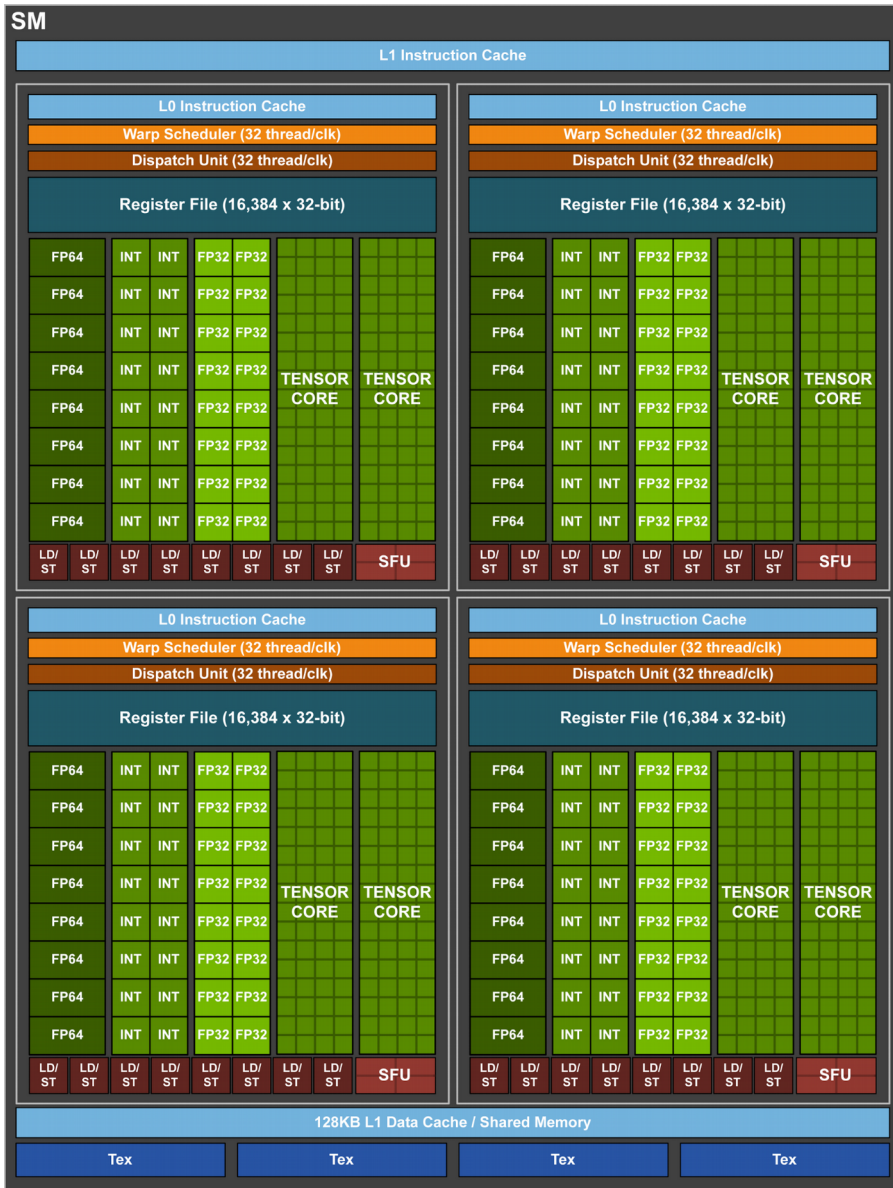 SM
L1 Instruction Cache
L0 Instruction Cache
Warp Scheduler (32 thread/clk)
Dispatch Unit (32 thread/clk)
Register File (16,384 x 32-bit)
FP64 INT INT FP32 FP32
FP64 INT INT FP32 FP32
FP64 INT INT FP32 FP32
FP64 INT INT FP32 FP32 TENSOR CORE TENSOR CORE
FP64 INT INT FP32 FP32
FP64 INT INT FP32 FP32
FP64 INT INT FP32 FP32
FP64 INT INT FP32 FP32
LD/ST LD/ST LD/ST LD/ST LD/ST LD/ST LD/ST LD/ST SFU
L0 Instruction Cache
Warp Scheduler (32 thread/clk)
Dispatch Unit (32 thread/clk)
Register File (16,384 x 32-bit)
FP64 INT INT FP32 FP32
FP64 INT INT FP32 FP32
FP64 INT INT FP32 FP32
FP64 INT INT FP32 FP32 TENSOR CORE TENSOR CORE
FP64 INT INT FP32 FP32
FP64 INT INT FP32 FP32
FP64 INT INT FP32 FP32
FP64 INT INT FP32 FP32
LD/ST LD/ST LD/ST LD/ST LD/ST LD/ST LD/ST LD/ST SFU
L0 Instruction Cache
Warp Scheduler (32 thread/clk)
Dispatch Unit (32 thread/clk)
Register File (16,384 x 32-bit)
FP64 INT INT FP32 FP32
FP64 INT INT FP32 FP32
FP64 INT INT FP32 FP32
FP64 INT INT FP32 FP32 TENSOR CORE TENSOR CORE
FP64 INT INT FP32 FP32
FP64 INT INT FP32 FP32
FP64 INT INT FP32 FP32
FP64 INT INT FP32 FP32
LD/ST LD/ST LD/ST LD/ST LD/ST LD/ST LD/ST LD/ST SFU
L0 Instruction Cache
Warp Scheduler (32 thread/clk)
Dispatch Unit (32 thread/clk)
Register File (16,384 x 32-bit)
FP64 INT INT FP32 FP32
FP64 INT INT FP32 FP32
FP64 INT INT FP32 FP32
FP64 INT INT FP32 FP32 TENSOR CORE TENSOR CORE
FP64 INT INT FP32 FP32
FP64 INT INT FP32 FP32
FP64 INT INT FP32 FP32
FP64 INT INT FP32 FP32
LD/ST LD/ST LD/ST LD/ST LD/ST LD/ST LD/ST LD/ST SFU
128KB L1 Data Cache / Shared Memory
Tex Tex Tex Tex